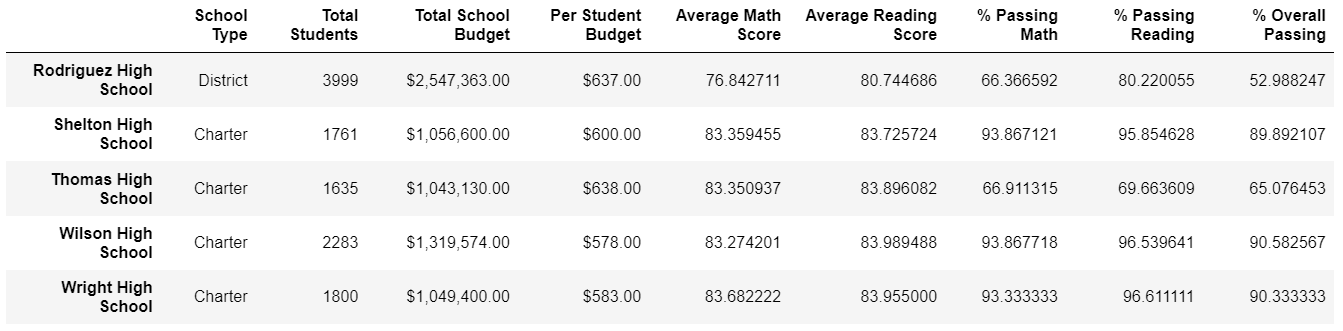 School Type Total Students Total School Budget Per Student Budget Average Math Score Average Reading Score % Passing Math % Passing Reading % Overall Passing
Rodriguez High School District 3999 $2,547,363.00 $637.00 76.842711 80.744686 66.366592 80.220055 52.988247
Shelton High School Charter 1761 $1,056,600.00 $600.00 83.359455 83.725724 93.867121 95.854628 89.892107
Thomas High School Charter 1635 $1,043,130.00 $638.00 83.350937 83.896082 66.911315 69.663609 65.076453
Wilson High School Charter 2283 $1,319,574.00 $578.00 83.274201 83.989488 93.867718 96.539641 90.582567
Wright High School Charter 1800 $1,049,400.00 $583.00 83.682222 83.955000 93.333333 96.611111 90.333333